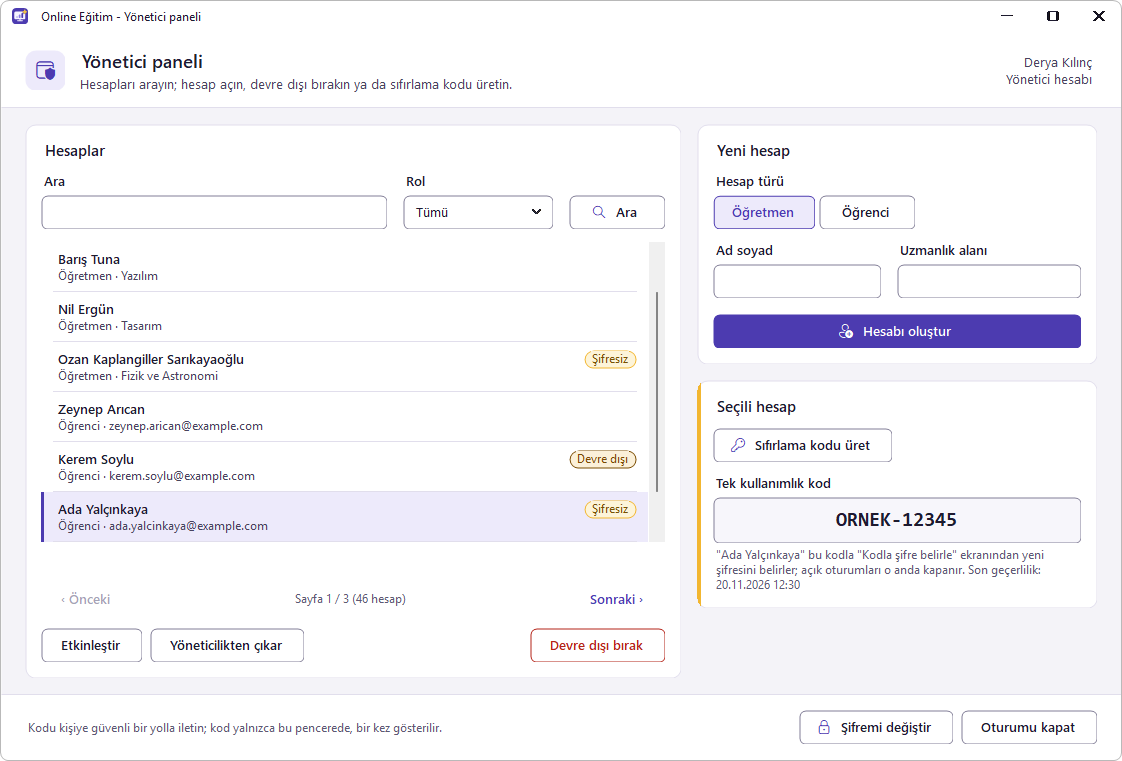 Online Eğitim - Yönetici paneli
Yönetici paneli
Hesapları arayın; hesap açın, devre dışı bırakın ya da sıfırlama kodu üretin.
Derya Kılınç
Yönetici hesabı
Hesaplar
Ara
Rol
Tümü
Ara
Barış Tuna
Öğretmen · Yazılım
Nil Ergün
Öğretmen · Tasarım
Ozan Kaplangiller Sarıkayaoğlu
Şifresiz
Öğretmen · Fizik ve Astronomi
Zeynep Arıcan
Öğrenci · zeynep.arican@example.com
Kerem Soylu
Devre dışı
Öğrenci · kerem.soylu@example.com
Ada Yalçınkaya
Şifresiz
Öğrenci · ada.yalcinkaya@example.com
‹ Önceki
Sayfa 1 / 3 (46 hesap)
Sonraki ›
Etkinleştir
Yöneticilikten çıkar
Devre dışı bırak
Yeni hesap
Hesap türü
Öğretmen
Öğrenci
Ad soyad
Uzmanlık alanı
Hesabı oluştur
Seçili hesap
Sıfırlama kodu üret
Tek kullanımlık kod
ORNEK-12345
"Ada Yalçınkaya" bu kodla "Kodla şifre belirle" ekranından yeni
şifresini belirler; açık oturumları o anda kapanır. Son geçerlilik:
20.11.2026 12:30
Kodu kişiye güvenli bir yolla iletin; kod yalnızca bu pencerede, bir kez gösterilir.
Şifremi değiştir
Oturumu kapat